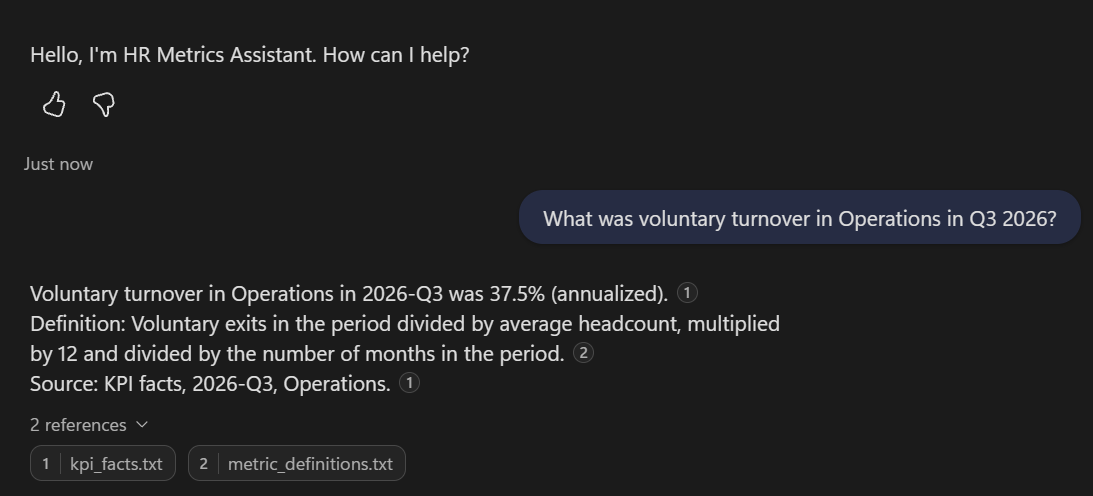 Hello, I'm HR Metrics Assistant. How can I help?
Just now
What was voluntary turnover in Operations in Q3 2026?
Voluntary turnover in Operations in 2026-Q3 was 37.5% (annualized). 1
Definition: Voluntary exits in the period divided by average headcount, multiplied
by 12 and divided by the number of months in the period. 2
Source: KPI facts, 2026-Q3, Operations. 1
2 references
1 kpi_facts.txt 2 metric_definitions.txt